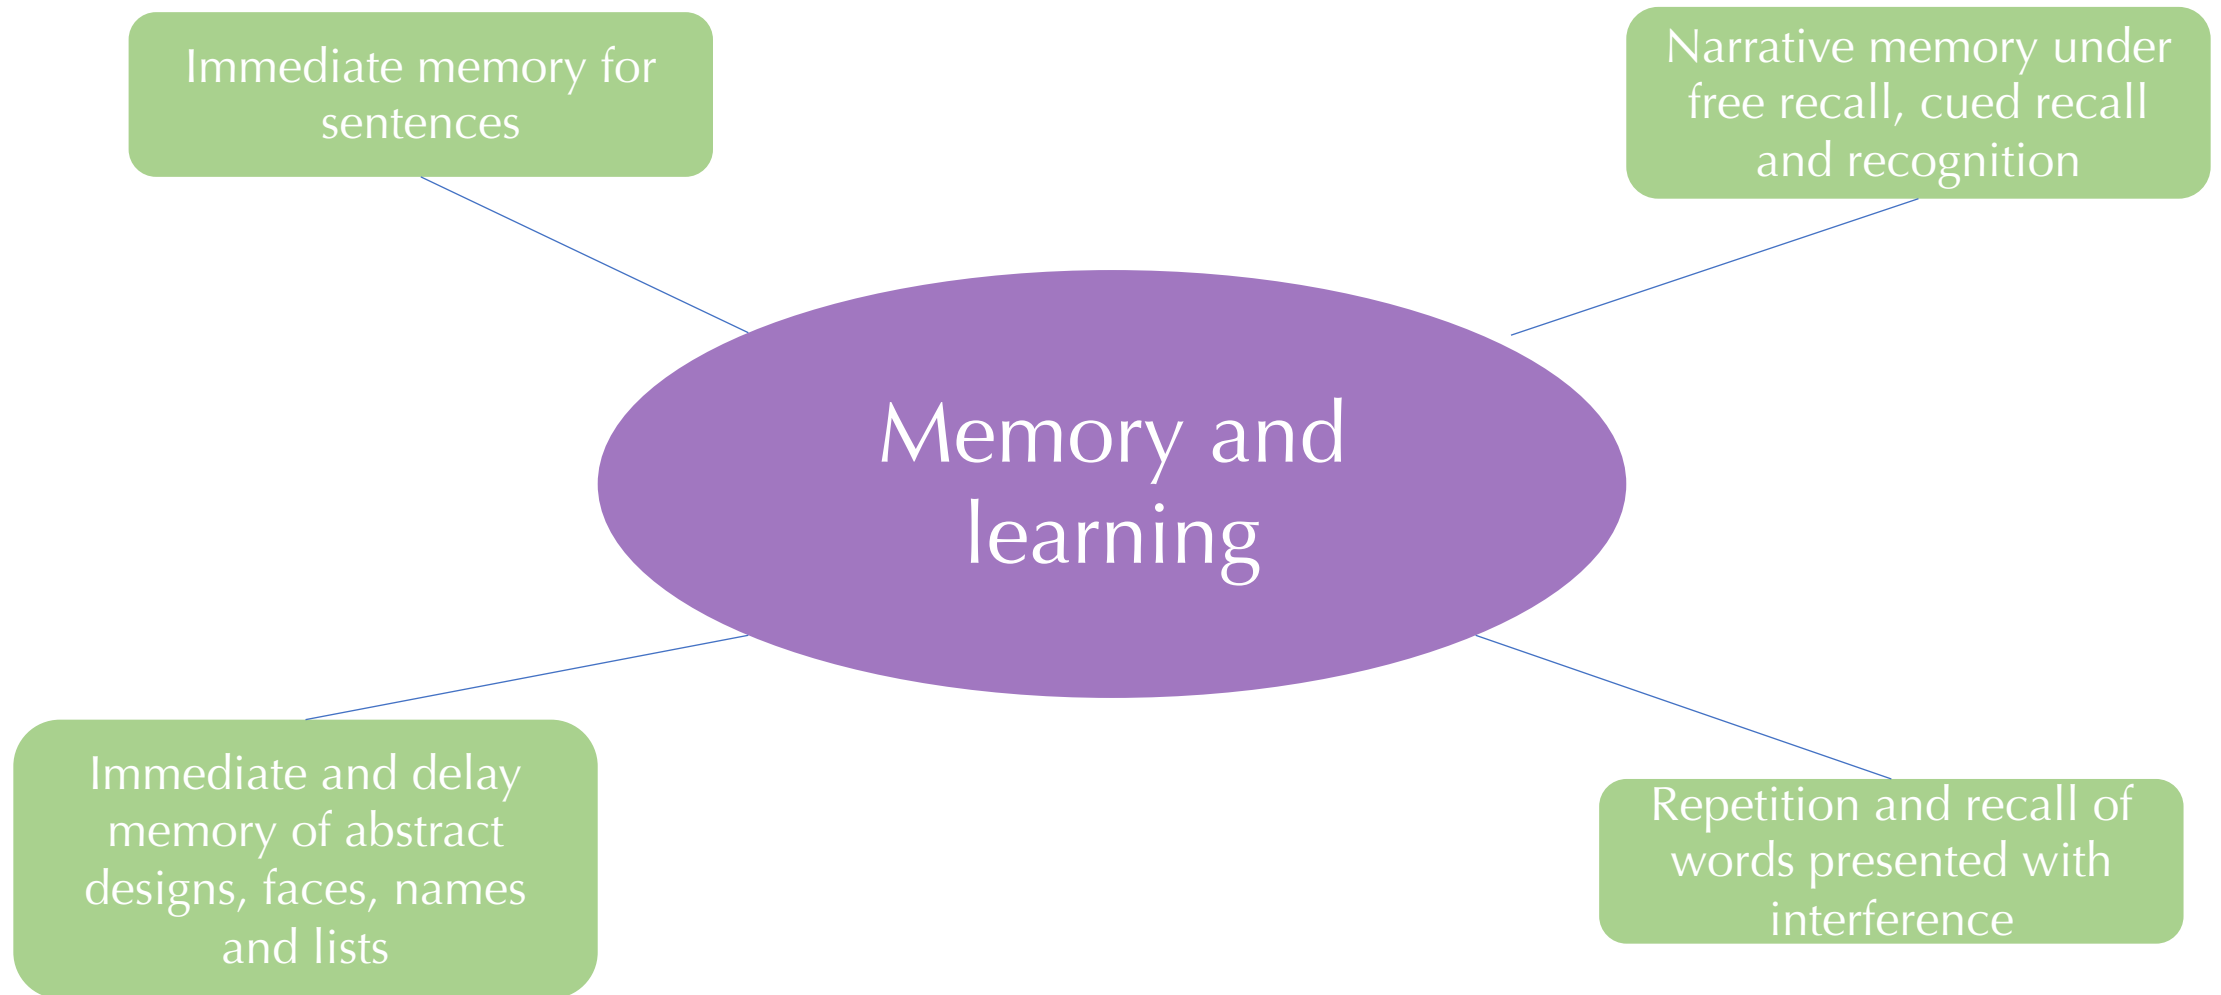 Immediate memory for
sentences
Narrative memory under
free recall, cued recall
and recognition
Memory and
learning
Immediate and delay
memory of abstract
designs, faces, names
and lists
Repetition and recall of
words presented with
interference